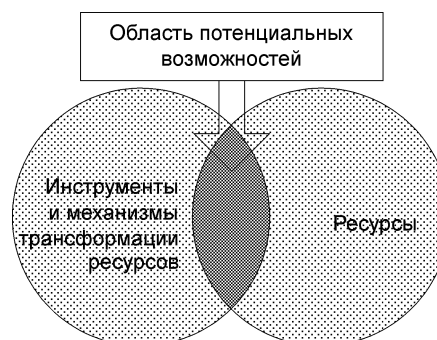 Область потенциальных
возможностей
Инструменты
и механизмы
трансформации
ресурсов
Ресурсы